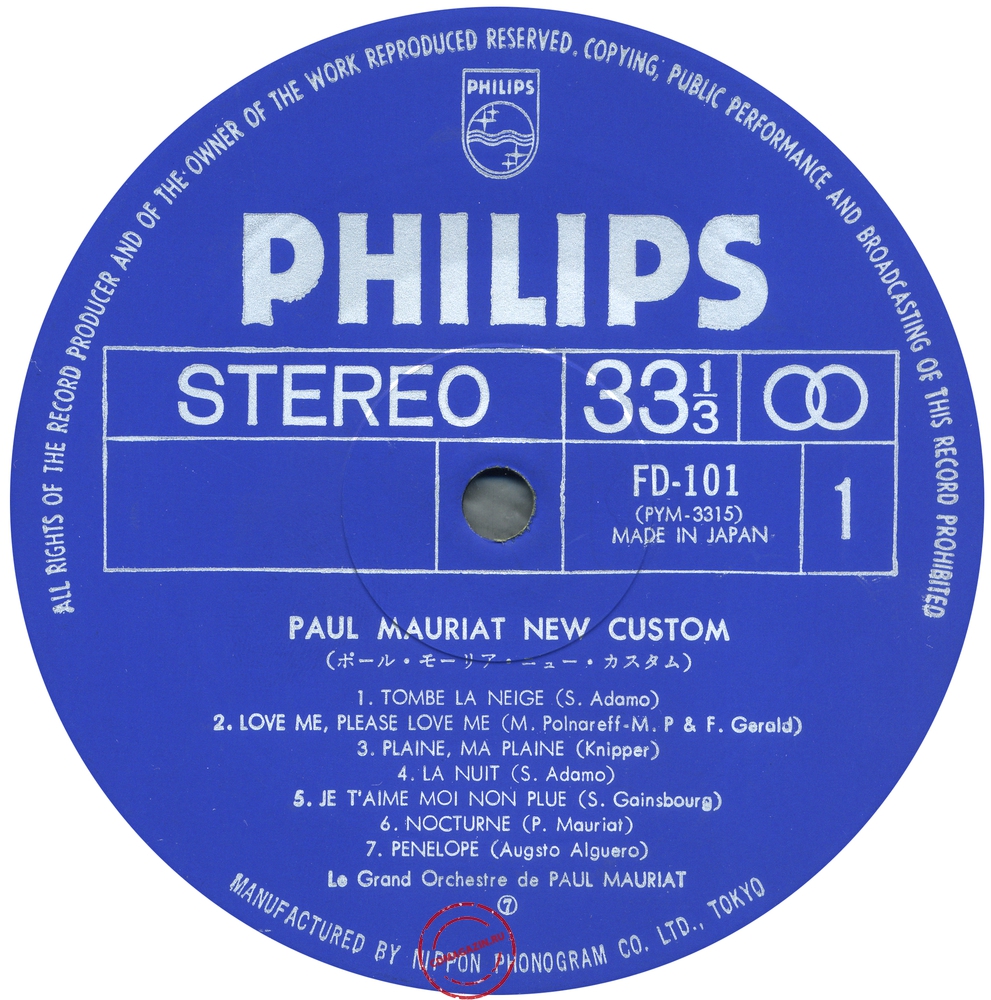 ALL RIGHTS OF THE RECORD PRODUCER AND OF THE OWNER OF THE WORK REPRODUCED RESERVED. COPYING, PUBLIC PERFORMANCE AND BROADCASTING OF THIS RECORD PROHIBITED
PHILIPS
PHILIPS
STEREO 33 1/3
FD-101
(PYM-3315)
MADE IN JAPAN
1
PAUL MAURIAT NEW CUSTOM
(ポール・モーリア・ニュー・カスタム)
1. TOMBE LA NEIGE (S. Adamo)
2. LOVE ME, PLEASE LOVE ME (M. Polnareff-M. P & F. Gerald)
3. PLAINE, MA PLAINE (Knipper)
4. LA NUIT (S. Adamo)
5. JE T'AIME MOI NON PLUE (S. Gainsbourg)
6. NOCTURNE (P. Mauriat)
7. PENELOPE (Augsto Alguero)
Le Grand Orchestre de PAUL MAURIAT
⑦
MANUFACTURED BY NIPPON PHONOGRAM CO. LTD., TOKYO